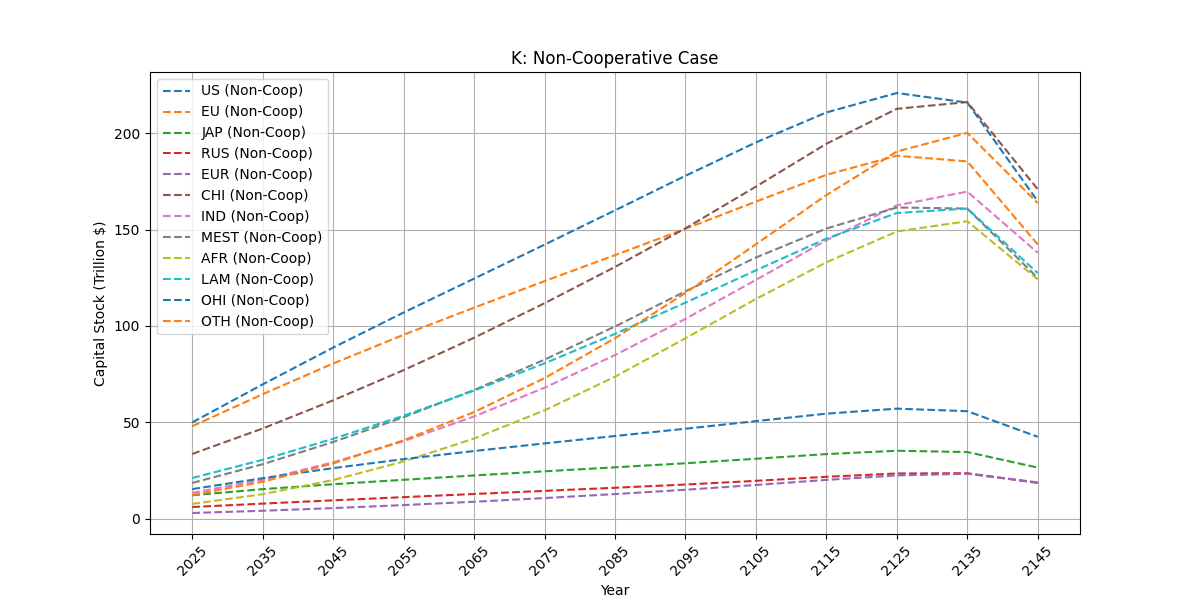 K: Non-Cooperative Case
Capital Stock (Trillion $)
200
150
100
50
0
US (Non-Coop)
EU (Non-Coop)
JAP (Non-Coop)
RUS (Non-Coop)
EUR (Non-Coop)
CHI (Non-Coop)
IND (Non-Coop)
MEST (Non-Coop)
AFR (Non-Coop)
LAM (Non-Coop)
OHI (Non-Coop)
OTH (Non-Coop)
2025
2035
2045
2055
2065
2075
2085
2095
2105
2115
2125
2135
2145
Year